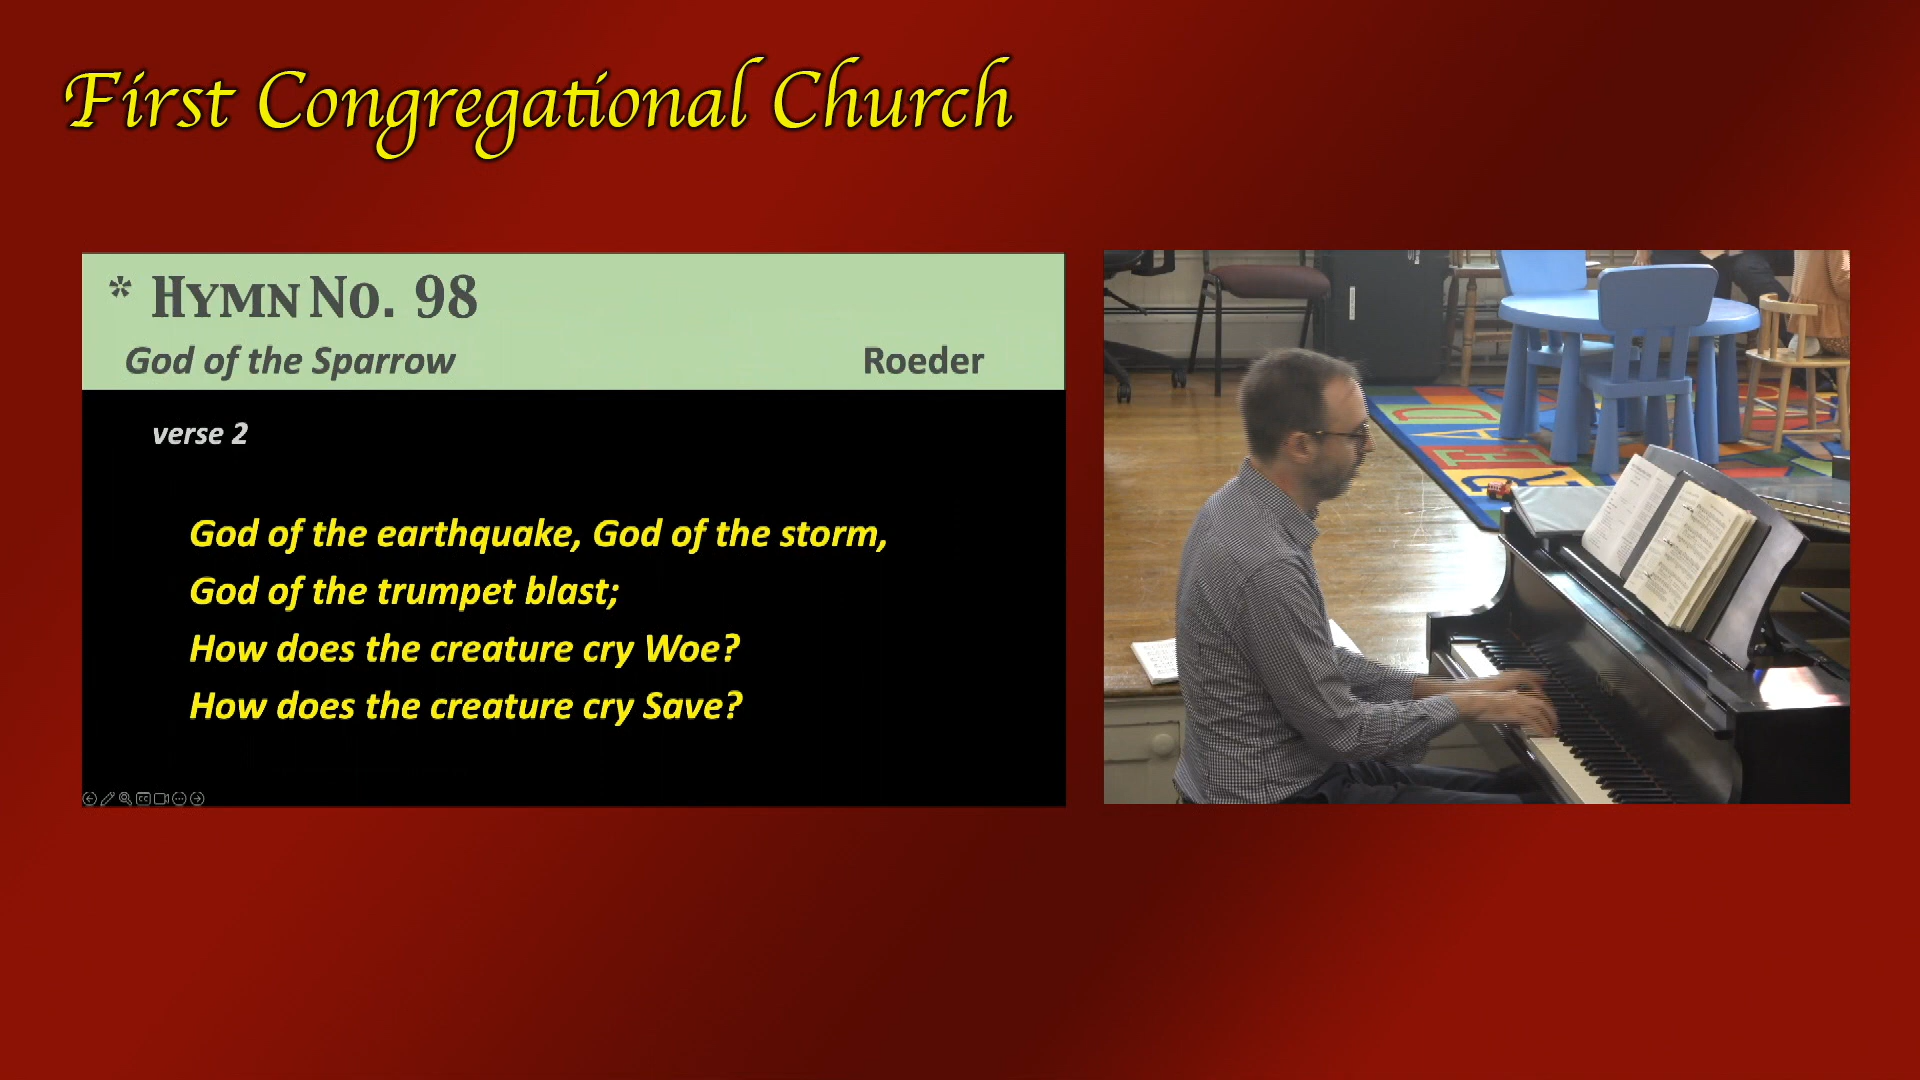 First Congregational Church
* HYMN NO. 98
God of the Sparrow Roeder
verse 2
God of the earthquake, God of the storm,
God of the trumpet blast;
How does the creature cry Woe?
How does the creature cry Save?
READ